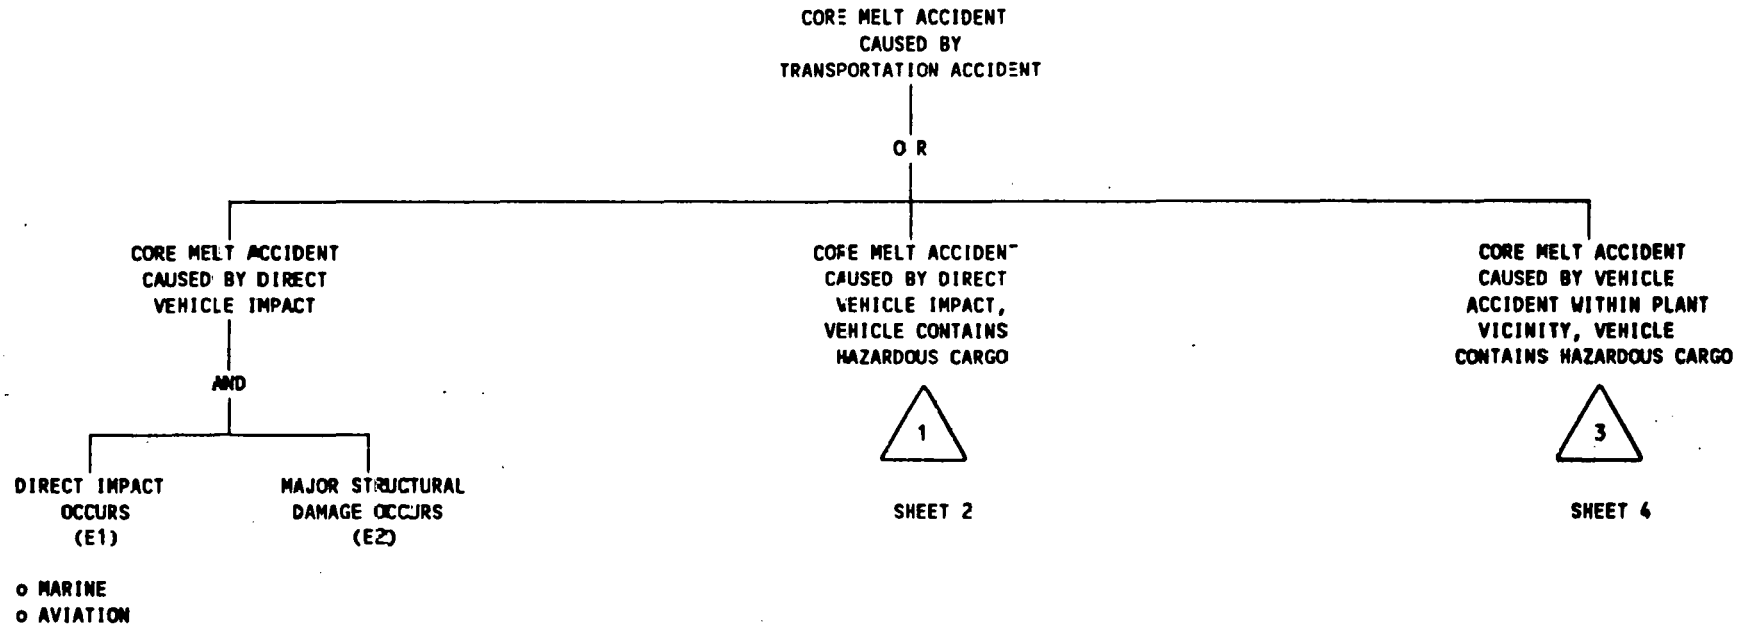 CORE MELT ACCIDENT
CAUSED BY
TRANSPORTATION ACCIDENT
OR
CORE MELT ACCIDENT
CAUSED BY DIRECT
VEHICLE IMPACT
AND
DIRECT IMPACT
OCCURS
(E1)
MAJOR STRUCTURAL
DAMAGE OCCURS
(E2)
o MARINE
o AVIATION
CORE MELT ACCIDENT
CAUSED BY DIRECT
VEHICLE IMPACT,
VEHICLE CONTAINS
HAZARDOUS CARGO
1
SHEET 2
CORE MELT ACCIDENT
CAUSED BY VEHICLE
ACCIDENT WITHIN PLANT
VICINITY, VEHICLE
CONTAINS HAZARDOUS CARGO
3
SHEET 4